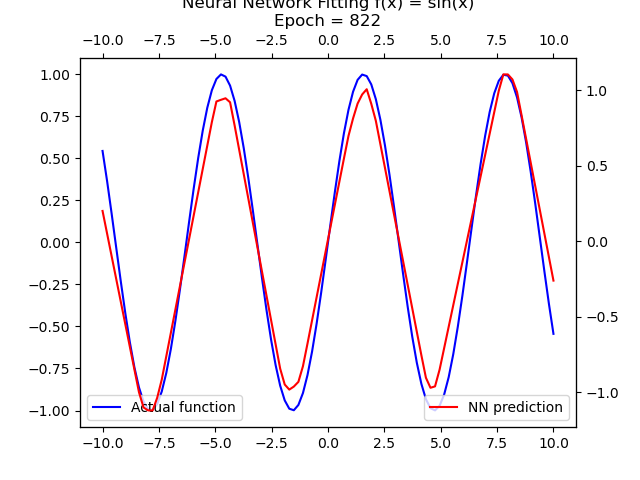 Neural Network Fitting f(x) = sin(x)
Epoch = 822
−10.0 −7.5 −5.0 −2.5 0.0 2.5 5.0 7.5 10.0
1.00
0.75
0.50
0.25
0.00
−0.25
−0.50
−0.75
−1.00
1.0
0.5
0.0
−0.5
−1.0
Actual function
NN prediction
−10.0 −7.5 −5.0 −2.5 0.0 2.5 5.0 7.5 10.0